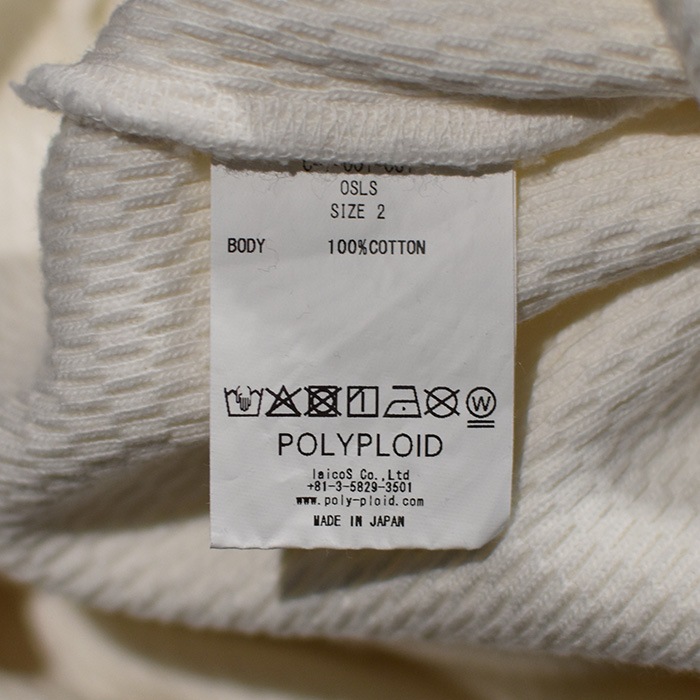 OSLS
SIZE 2
BODY 100%COTTON
W
POLYPLOID
laicoS Co.,Ltd
+81-3-5829-3501
www.poly-ploid.com
MADE IN JAPAN